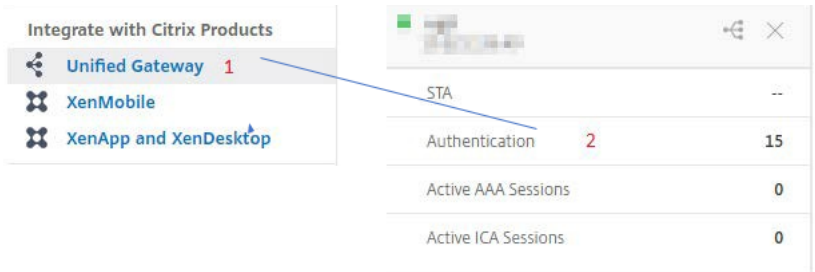 Integrate with Citrix Products
Unified Gateway 1
XenMobile
XenApp and XenDesktop
STA --
Authentication 2 15
Active AAA Sessions 0
Active ICA Sessions 0